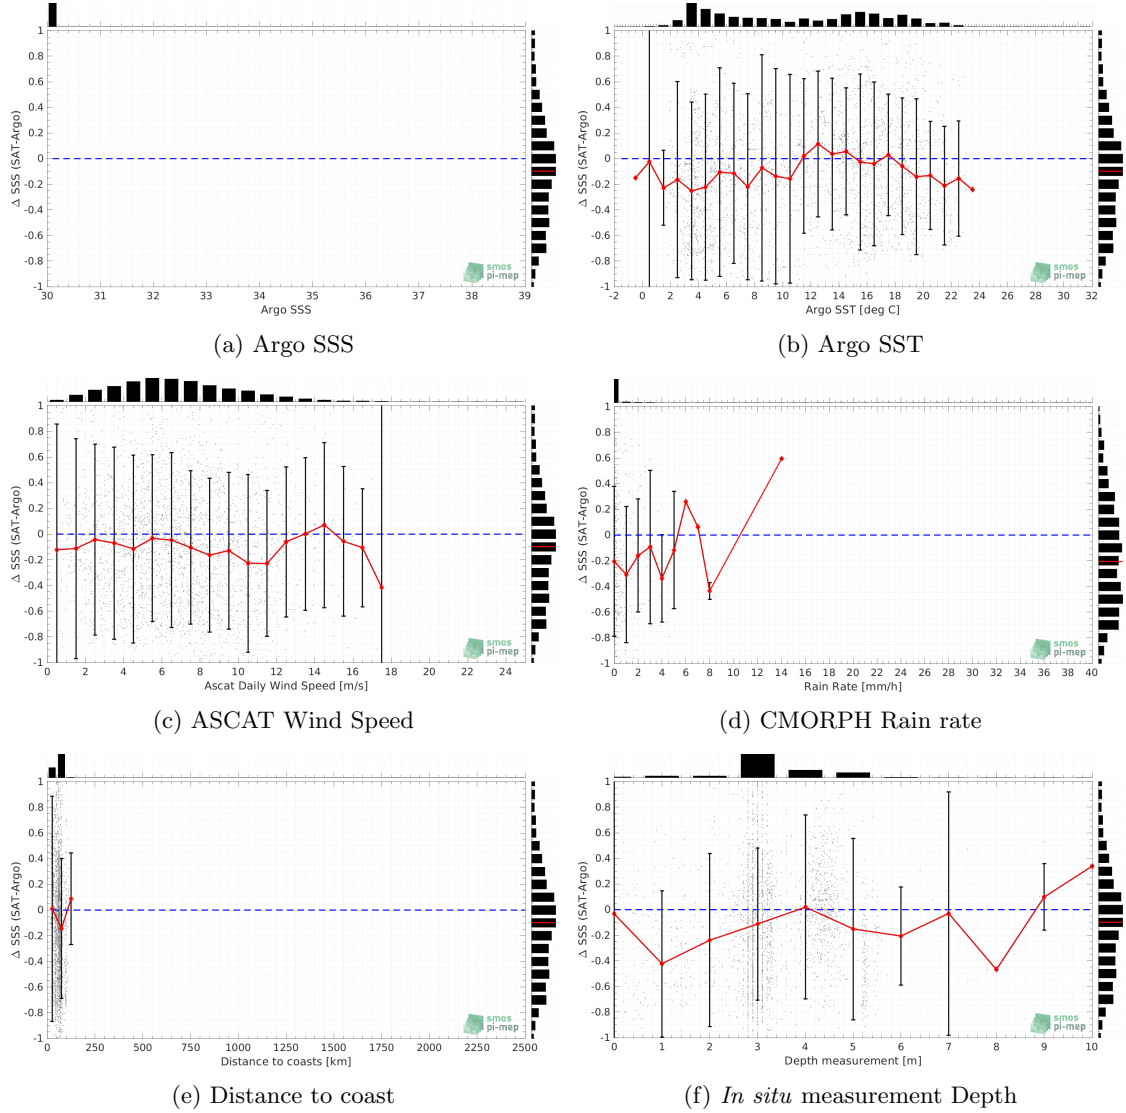 1
0.8
0.6
0.4
0.2
0
-0.2
-0.4
-0.6
-0.8
-1
Δ SSS (SAT-Argo)
smos
pi-mep
30 31 32 33 34 35 36 37 38 39
Argo SSS
(a) Argo SSS
1
0.8
0.6
0.4
0.2
0
-0.2
-0.4
-0.6
-0.8
-1
Δ SSS (SAT-Argo)
smos
pi-mep
-2 0 2 4 6 8 10 12 14 16 18 20 22 24 26 28 30 32
Argo SST [deg C]
(b) Argo SST
1
0.8
0.6
0.4
0.2
0
-0.2
-0.4
-0.6
-0.8
-1
Δ SSS (SAT-Argo)
smos
pi-mep
0 2 4 6 8 10 12 14 16 18 20 22 24
Ascat Daily Wind Speed [m/s]
(c) ASCAT Wind Speed
1
0.8
0.6
0.4
0.2
0
-0.2
-0.4
-0.6
-0.8
-1
Δ SSS (SAT-Argo)
smos
pi-mep
0 2 4 6 8 10 12 14 16 18 20 22 24 26 28 30 32 34 36 38 40
Rain Rate [mm/h]
(d) CMORPH Rain rate
1
0.8
0.6
0.4
0.2
0
-0.2
-0.4
-0.6
-0.8
-1
Δ SSS (SAT-Argo)
smos
pi-mep
0 250 500 750 1000 1250 1500 1750 2000 2250 2500
Distance to coasts [km]
(e) Distance to coast
1
0.8
0.6
0.4
0.2
0
-0.2
-0.4
-0.6
-0.8
-1
Δ SSS (SAT-Argo)
smos
pi-mep
0 1 2 3 4 5 6 7 8 9 10
Depth measurement [m]
(f) In situ measurement Depth